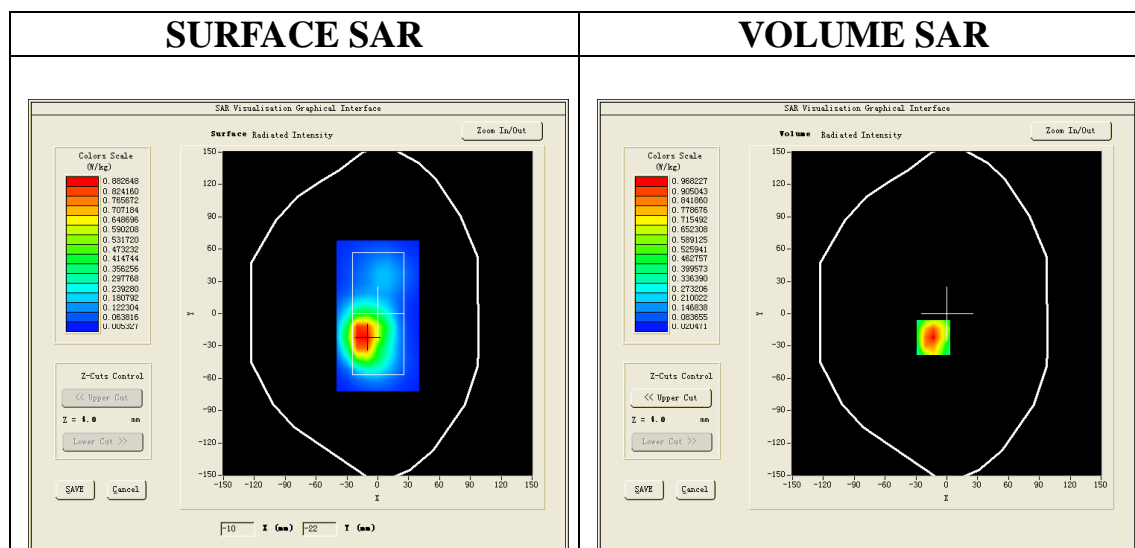 SURFACE SAR
VOLUME SAR
SAR Visualisation Graphical Interface
Surface Radiated Intensity
Zoom In/Out
Colors Scale
(W/kg)
0.882648
0.824160
0.765672
0.707184
0.648696
0.590208
0.531720
0.473232
0.414744
0.356256
0.297768
0.239280
0.180792
0.122304
0.063816
0.005327
150
120
90
60
30
0
-30
-60
-90
-120
-150
Y
-150 -120 -90 -60 -30 0 30 60 90 120 150
X
Z-Cuts Control
<< Upper Cut
Z = 4.0 mm
Lower Cut >>
SAVE Cancel
-10 X (mm) -22 Y (mm)
SAR Visualisation Graphical Interface
Volume Radiated Intensity
Zoom In/Out
Colors Scale
(W/kg)
0.968227
0.905043
0.841860
0.778676
0.715492
0.652308
0.589125
0.525941
0.462757
0.399573
0.336390
0.273206
0.210022
0.146838
0.083655
0.020471
150
120
90
60
30
0
-30
-60
-90
-120
-150
Y
-150 -120 -90 -60 -30 0 30 60 90 120 150
X
Z-Cuts Control
<< Upper Cut
Z = 4.0 mm
Lower Cut >>
SAVE Cancel